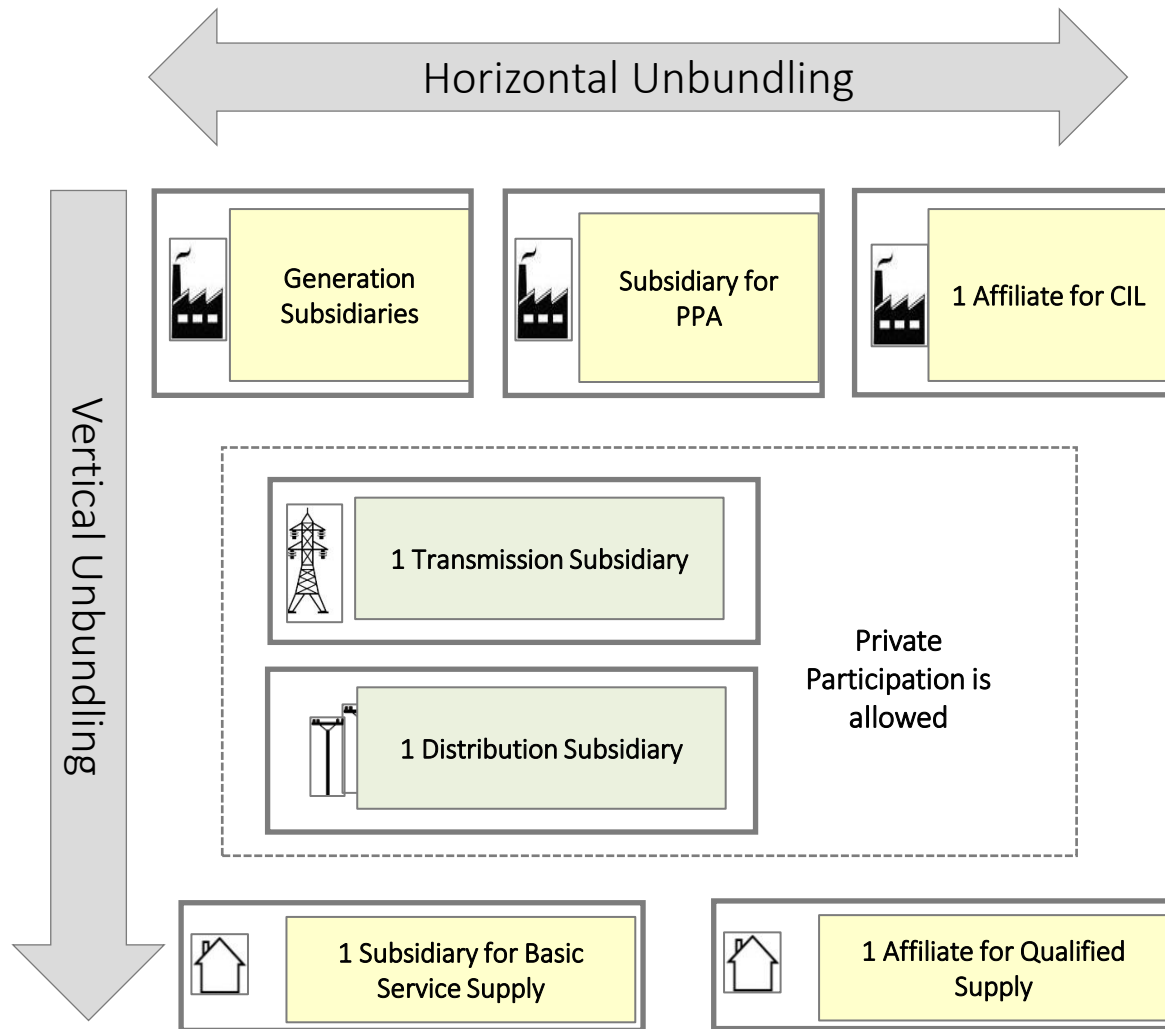 Horizontal Unbundling
Vertical Unbundling
Generation
Subsidiaries
Subsidiary for
PPA
1 Affiliate for CIL
1 Transmission Subsidiary
Private
Participation is
allowed
1 Distribution Subsidiary
1 Subsidiary for Basic
Service Supply
1 Affiliate for Qualified
Supply